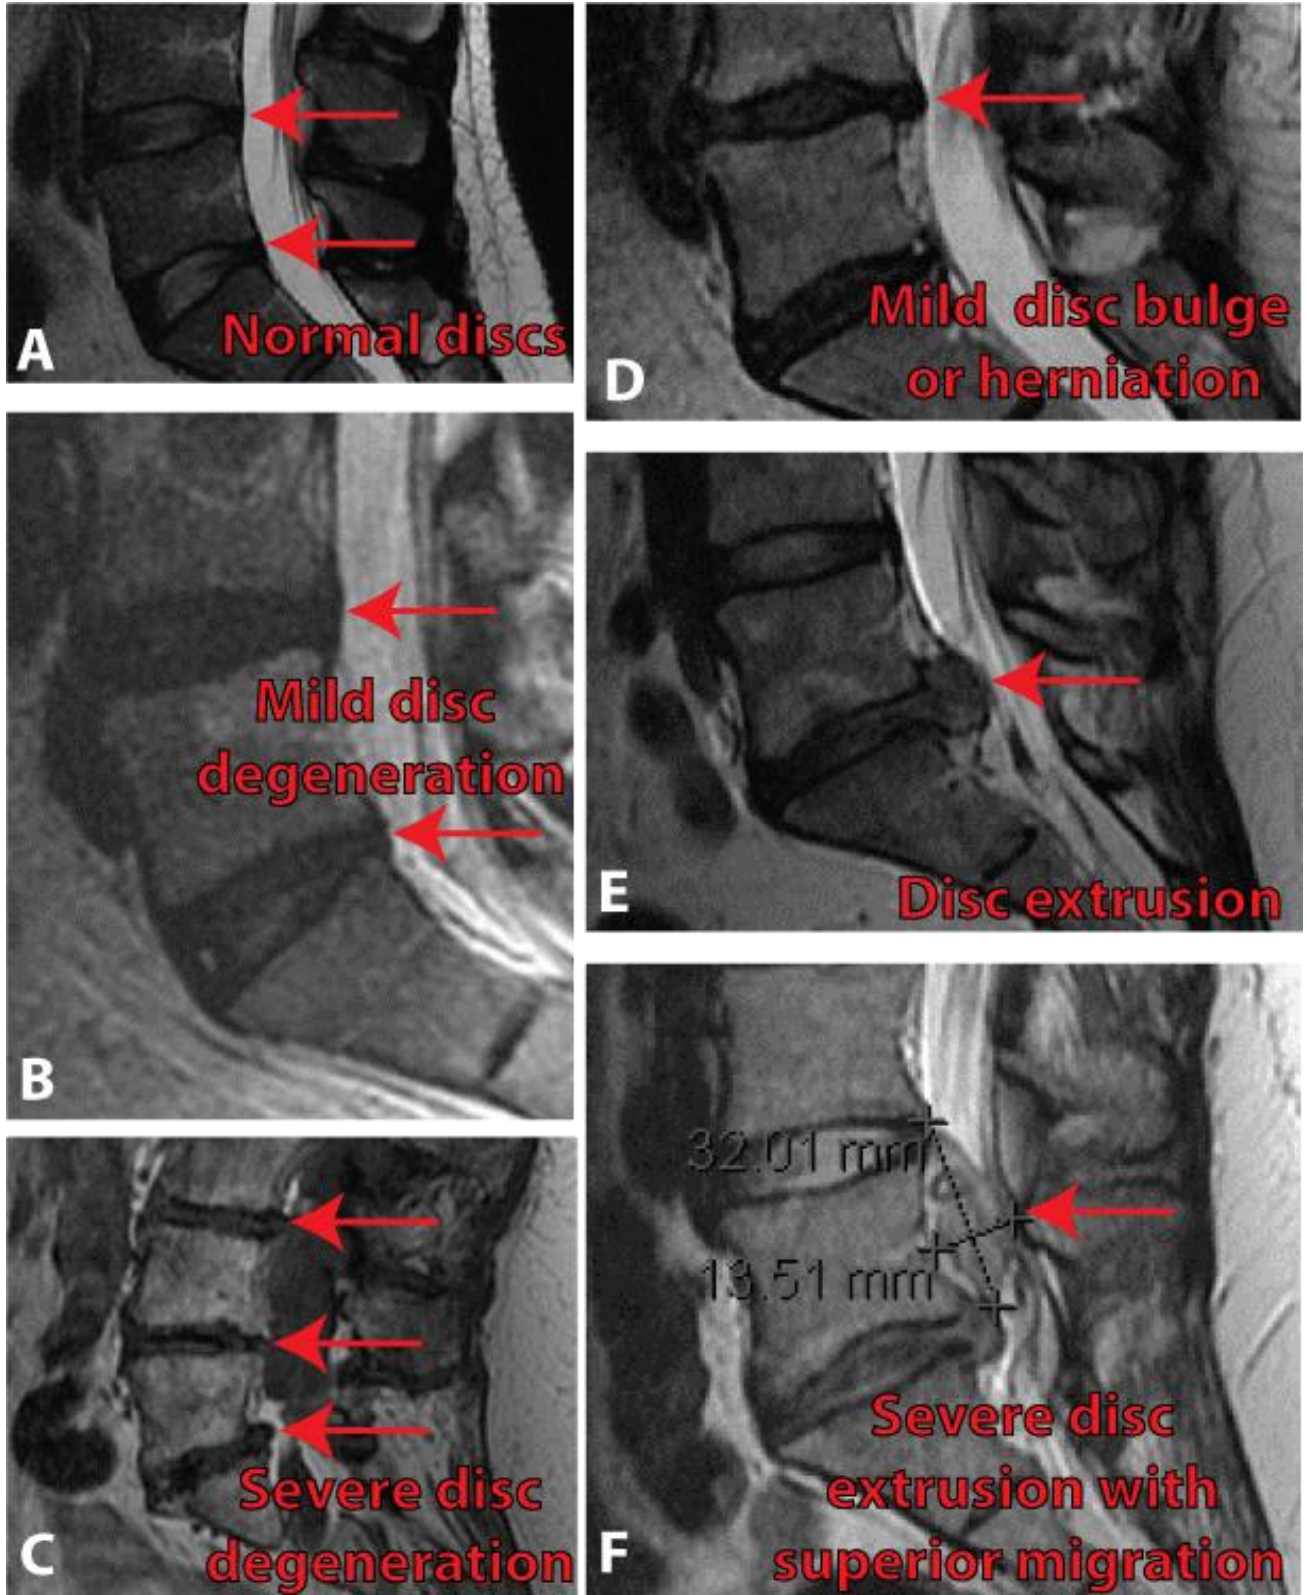 Normal discs
A
Mild disc
degeneration
B
Severe disc
degeneration
C
Mild disc bulge
or herniation
D
Disc extrusion
E
32.01 mm
13.51 mm
Severe disc
extrusion with
superior migration
F